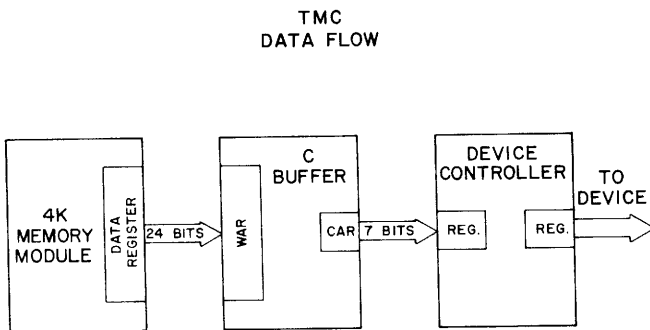 TMC
DATA FLOW
4K
MEMORY
MODULE
DATA
REGISTER
24 BITS
WAR
C
BUFFER
CAR
7 BITS
DEVICE
CONTROLLER
REG.
REG.
TO
DEVICE